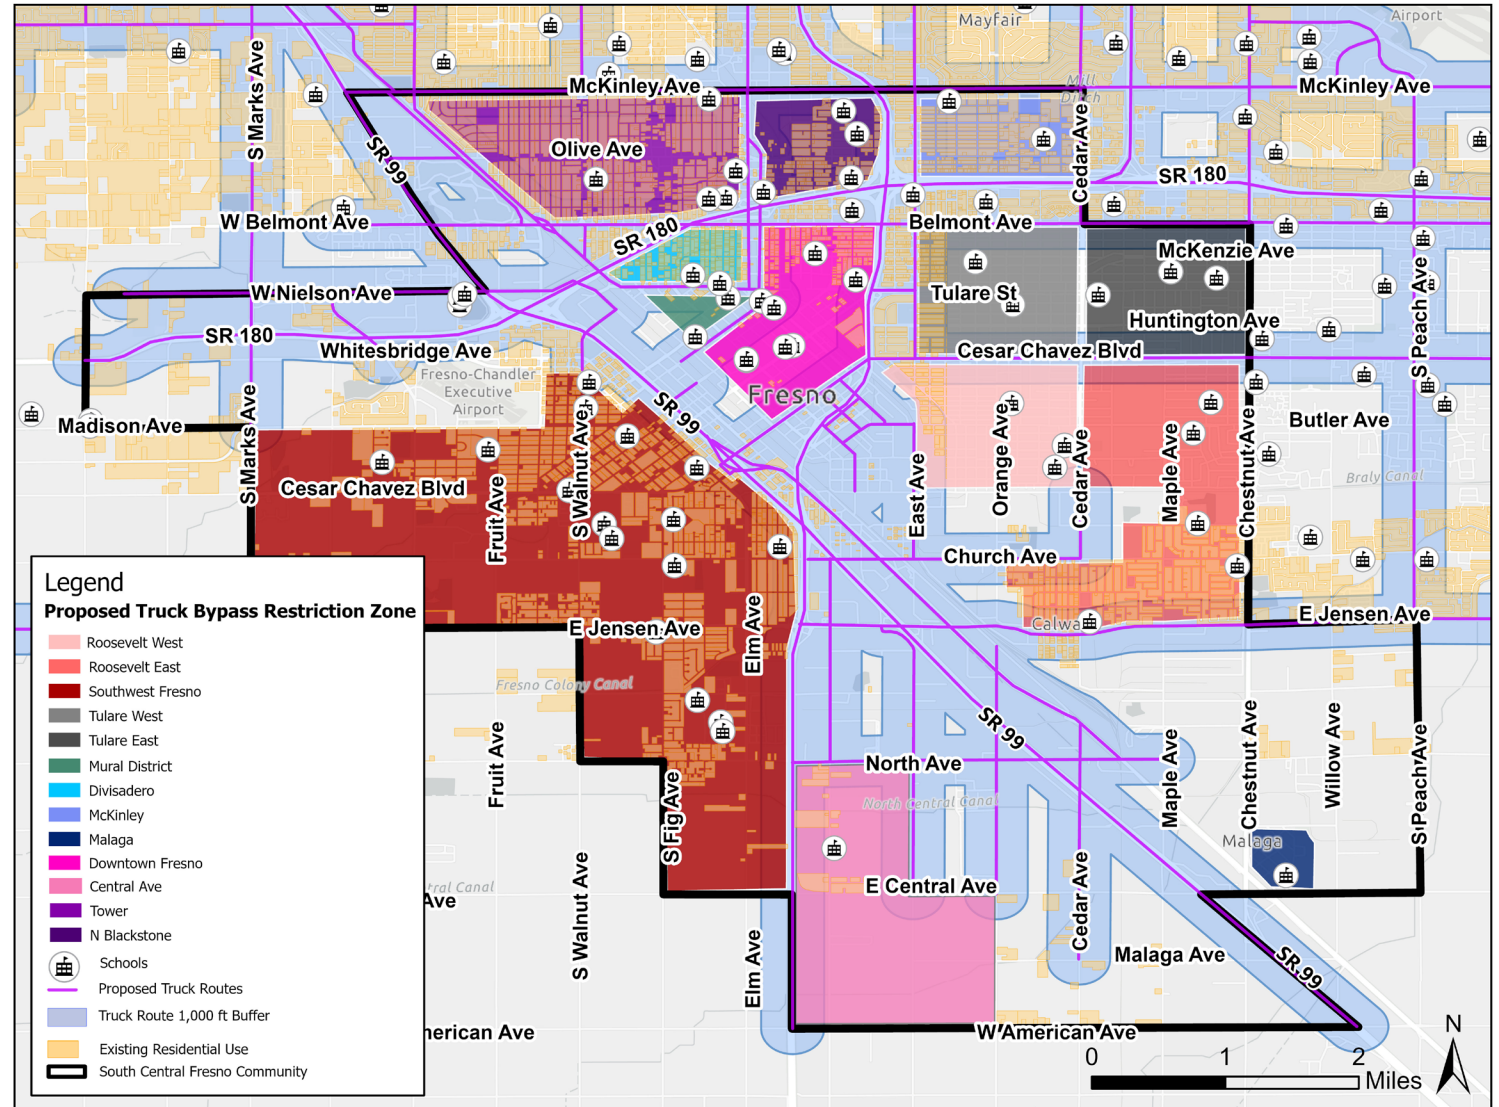 Mayfair
Airport
S Marks Ave
McKinley Ave
McKinley Ave
Mill
Ditch
Olive Ave
SR 99
Cedar Ave
SR 180
W Belmont Ave
SR 180
Belmont Ave
McKenzie Ave
W Nielson Ave
Tulare St
S Peach Ave
SR 180
Huntington Ave
Whitesbridge Ave
Cesar Chavez Blvd
Fresno-Chandler
Executive
Airport
Fresno
SR 99
Madison Ave
S Marks Ave
Butler Ave
Cesar Chavez Blvd
Fruit Ave
S Walnut Ave
East Ave
Orange Ave
Cedar Ave
Maple Ave
Chestnut Ave
Braly Canal
Church Ave
E Jensen Ave
Elm Ave
Calwa
E Jensen Ave
Fresno Colony Canal
SR 99
Fruit Ave
North Ave
Maple Ave
Chestnut Ave
Willow Ave
S Peach Ave
S Fig Ave
North Central Canal
Malaga
E Central Ave
tral Canal
Ave
S Walnut Ave
Elm Ave
Cedar Ave
Malaga Ave
SR 99
merican Ave
W American Ave
Legend
Proposed Truck Bypass Restriction Zone
Roosevelt West
Roosevelt East
Southwest Fresno
Tulare West
Tulare East
Mural District
Divisadero
McKinley
Malaga
Downtown Fresno
Central Ave
Tower
N Blackstone
Schools
Proposed Truck Routes
Truck Route 1,000 ft Buffer
Existing Residential Use
South Central Fresno Community
N
0 1 2
Miles